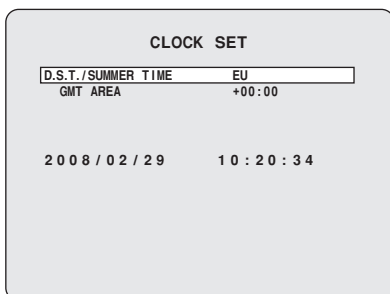 CLOCK SET
D.S.T./SUMMER TIME EU
GMT AREA +00:00
2008/02/29 10:20:34